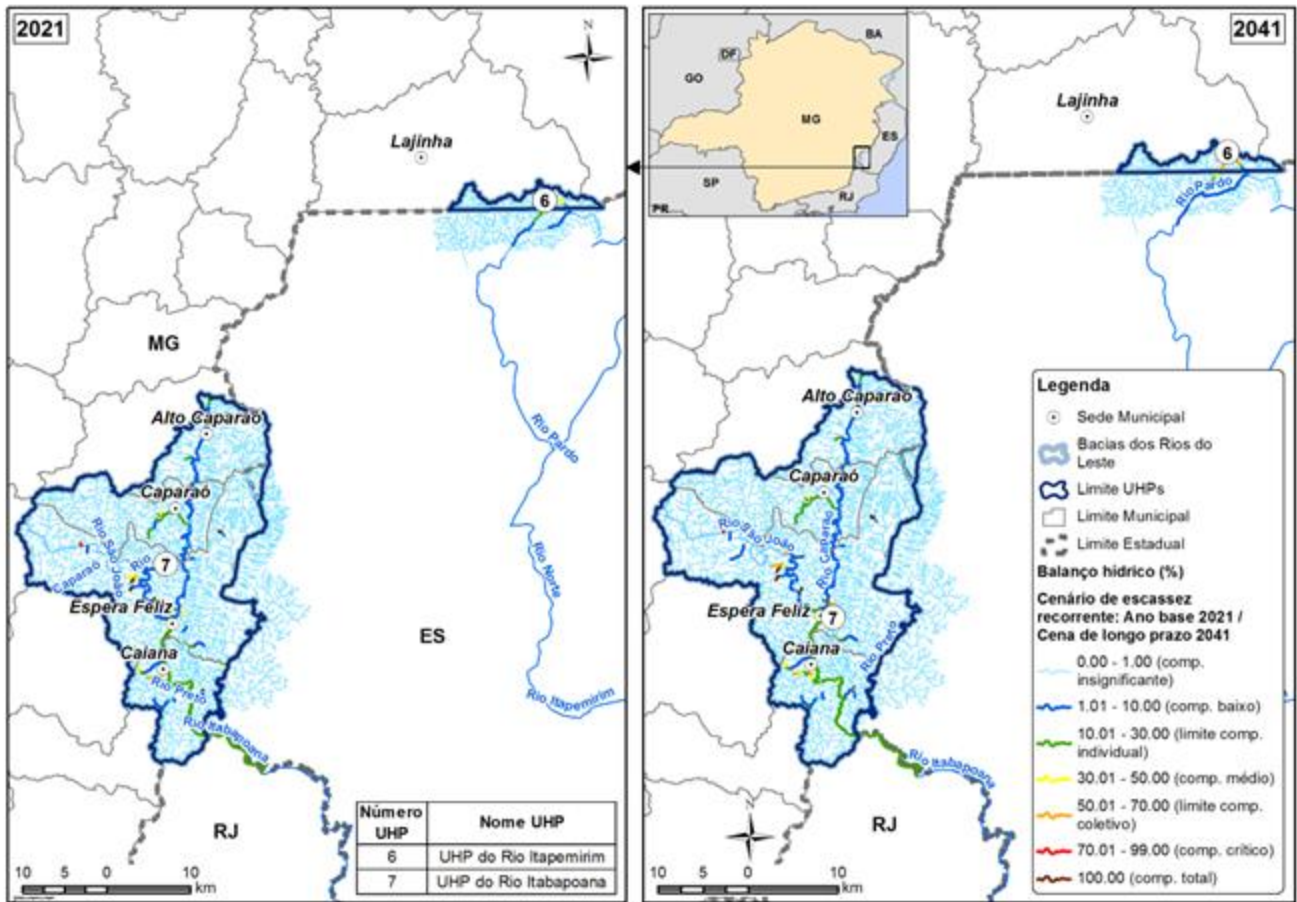 2021
N
Lajinha
6
MG
Alto Caparaó
Caparaó
Rio São João
Rio
Caparaó
7
Espera Feliz
Caiana
Rio Preto
Rio Itabapoana
Rio Pardo
Rio Norte
Rio Itapemirim
ES
RJ
Número UHP
Nome UHP
6
UHP do Rio Itapemirim
7
UHP do Rio Itabapoana
10 5 0 10
km
2041
BA
DF
GO
MG
ES
SP
RJ
PR
Lajinha
6
Rio Pardo
Alto Caparaó
Caparaó
Rio São João
Rio Caparaó
Espera Feliz
7
Caiana
Rio Preto
Rio Itabapoana
N
RJ
10 5 0 10
km
Legenda
Sede Municipal
Bacias dos Rios do
Leste
Limite UHPs
Limite Municipal
Limite Estadual
Balanço hídrico (%)
Cenário de escassez
recorrente: Ano base 2021 /
Cena de longo prazo 2041
0.00 - 1.00 (comp.
insignificante)
1.01 - 10.00 (comp. baixo)
10.01 - 30.00 (limite comp.
individual)
30.01 - 50.00 (comp. médio)
50.01 - 70.00 (limite comp.
coletivo)
70.01 - 99.00 (comp. crítico)
100.00 (comp. total)